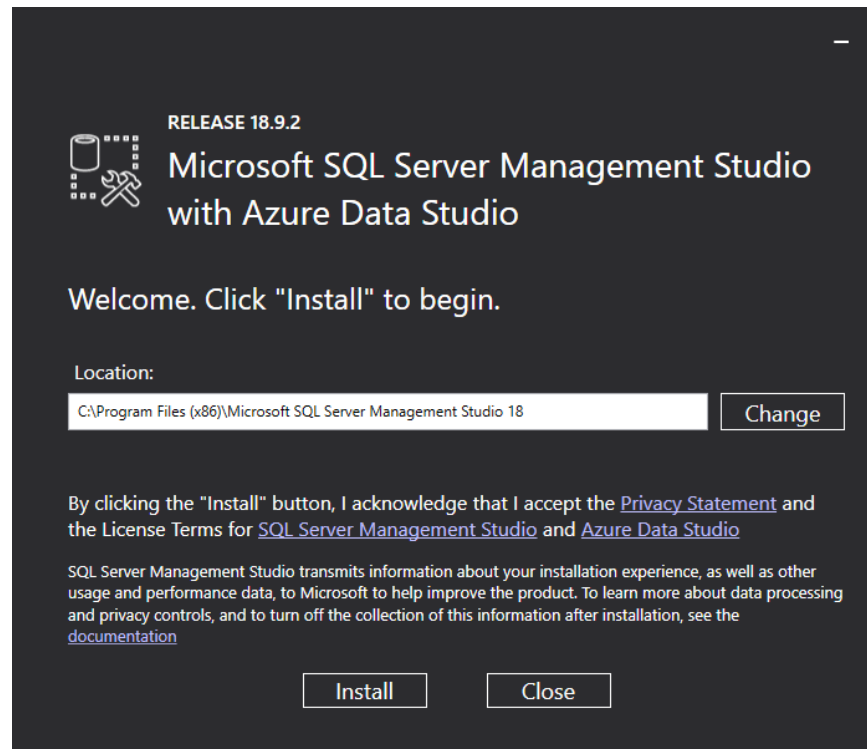 RELEASE 18.9.2
Microsoft SQL Server Management Studio
with Azure Data Studio
Welcome. Click "Install" to begin.
Location:
C:\Program Files (x86)\Microsoft SQL Server Management Studio 18
Change
By clicking the "Install" button, I acknowledge that I accept the Privacy Statement and
the License Terms for SQL Server Management Studio and Azure Data Studio
SQL Server Management Studio transmits information about your installation experience, as well as other
usage and performance data, to Microsoft to help improve the product. To learn more about data processing
and privacy controls, and to turn off the collection of this information after installation, see the
documentation
Install
Close